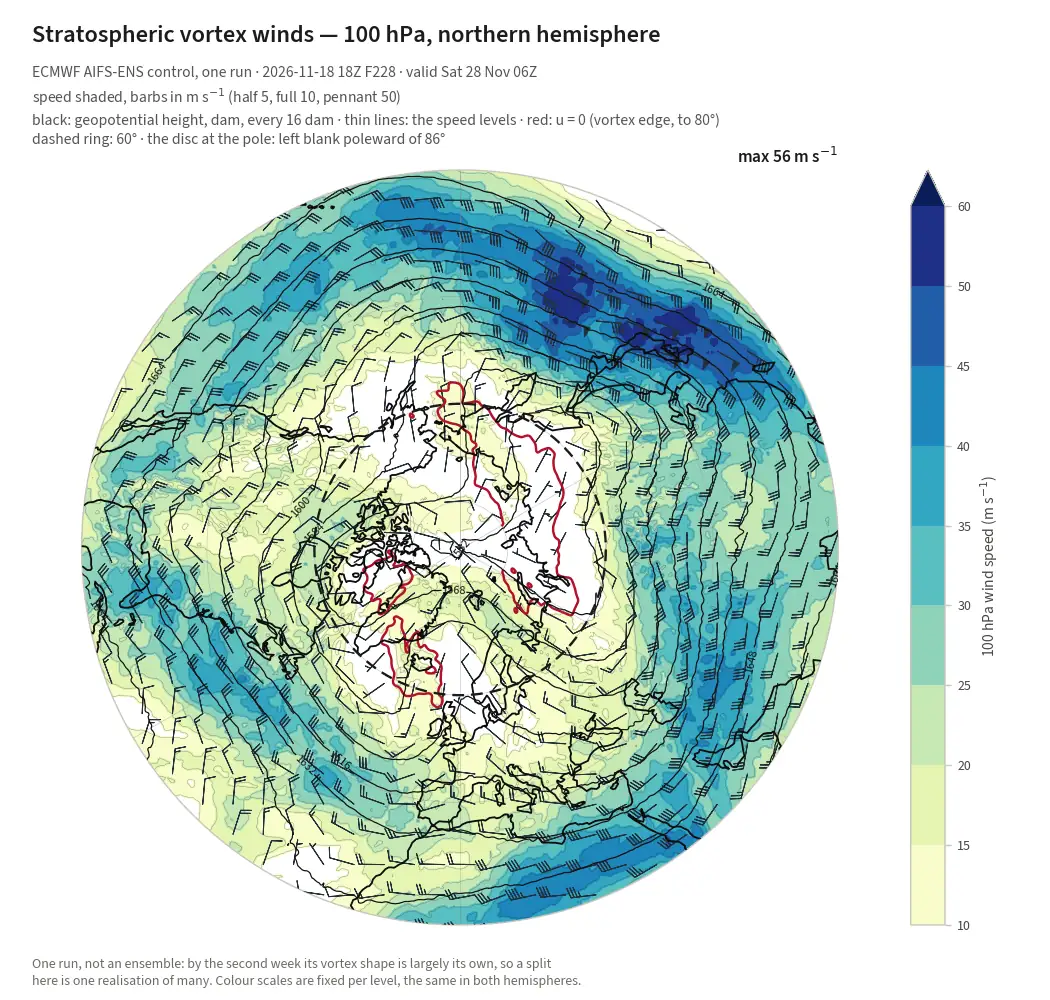 Stratospheric vortex winds — 100 hPa, northern hemisphere
ECMWF AIFS-ENS control, one run · 2026-11-18 18Z F228 · valid Sat 28 Nov 06Z
speed shaded, barbs in m s⁻¹ (half 5, full 10, pennant 50)
black: geopotential height, dam, every 16 dam · thin lines: the speed levels · red: u = 0 (vortex edge, to 80°)
dashed ring: 60° · the disc at the pole: left blank poleward of 86°
max 56 m s⁻¹
60
50
45
40
35
30
25
20
15
10
100 hPa wind speed (m s⁻¹)
1664
1664
1600
1648
1616
One run, not an ensemble: by the second week its vortex shape is largely its own, so a split
here is one realisation of many. Colour scales are fixed per level, the same in both hemispheres.